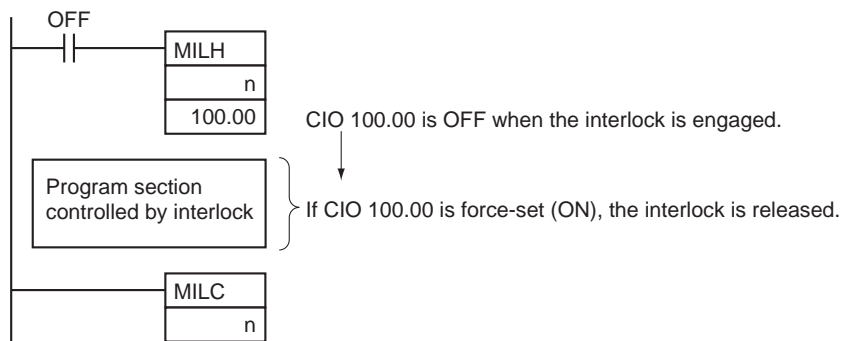 OFF
MILH
n
100.00
CIO 100.00 is OFF when the interlock is engaged.
Program section
controlled by interlock
If CIO 100.00 is force-set (ON), the interlock is released.
MILC
n